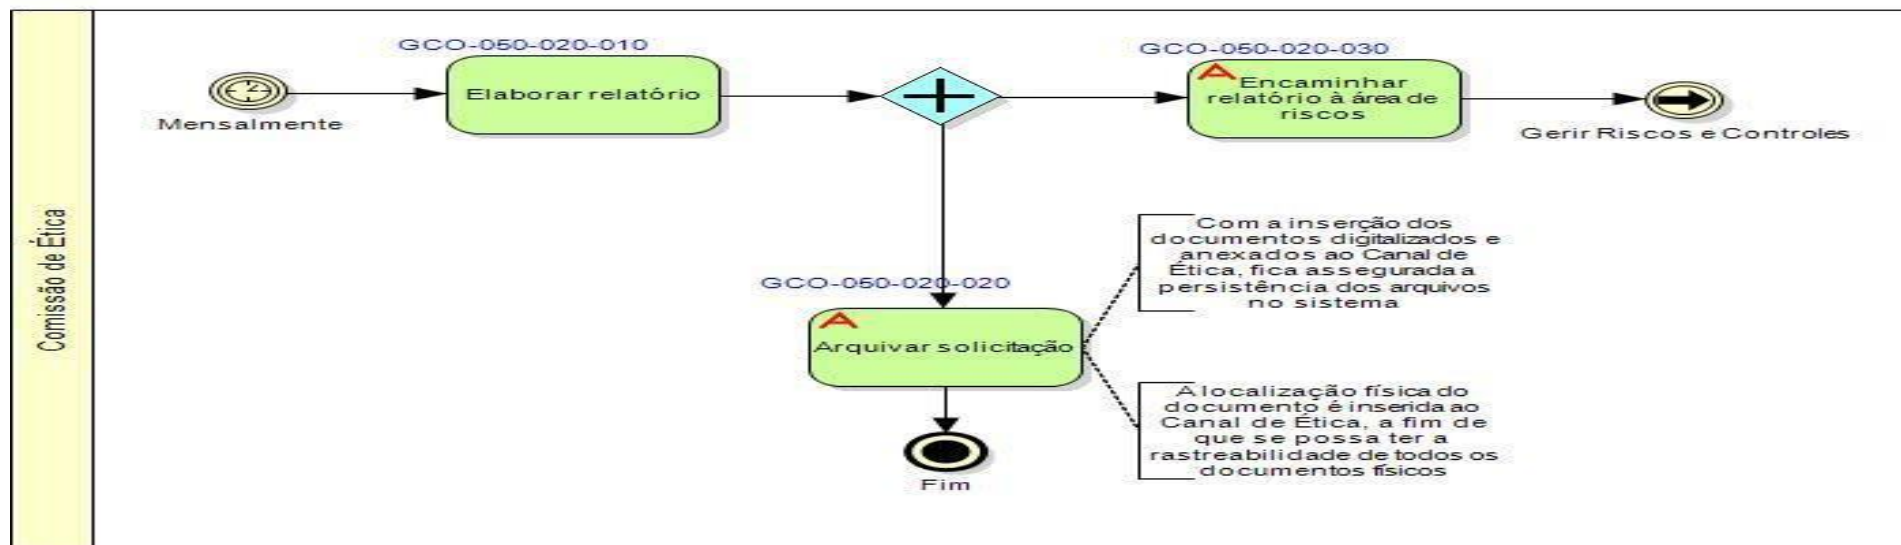 GCO-050-020-010
GCO-050-020-030
Elaborar relatório
A
Encaminhar
relatório à área de
riscos
Mensalmente
Gerir Riscos e Controles
Comissão de Ética
Com a inserção dos
documentos digitalizados e
anexados ao Canal de
Ética, fica assegurada a
persistência dos arquivos
no sistema
GCO-050-020-020
A
Arquivar solicitação
A localização física do
documento é inserida ao
Canal de Ética, a fim de
que se possa ter a
rastreabilidade de todos os
documentos físicos
Fim